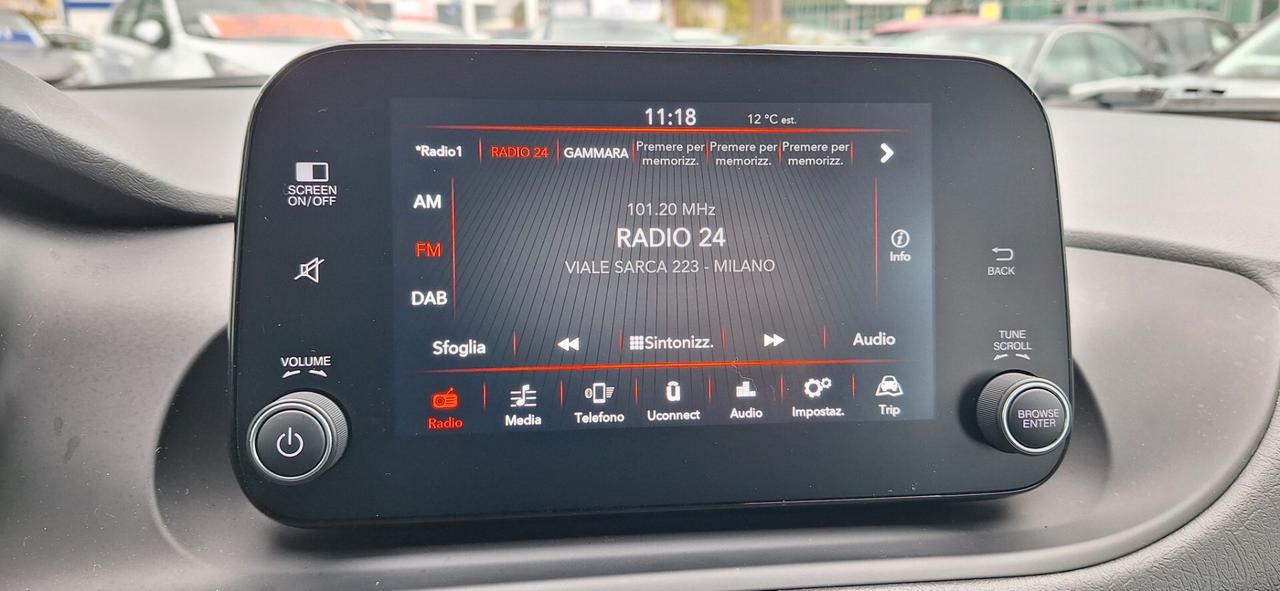 11:18
12 °C est.
*Radio1
RADIO 24
GAMMARA
Premere per
memorizz.
Premere per
memorizz.
Premere per
memorizz.
SCREEN
ON/OFF
AM
FM
DAB
101.20 MHz
RADIO 24
VIALE SARCA 223 - MILANO
i
Info
BACK
Sfoglia
Sintonizz.
Audio
VOLUME
TUNE
SCROLL
Radio
Media
Telefono
Uconnect
Audio
Impostaz.
Trip
BROWSE
ENTER